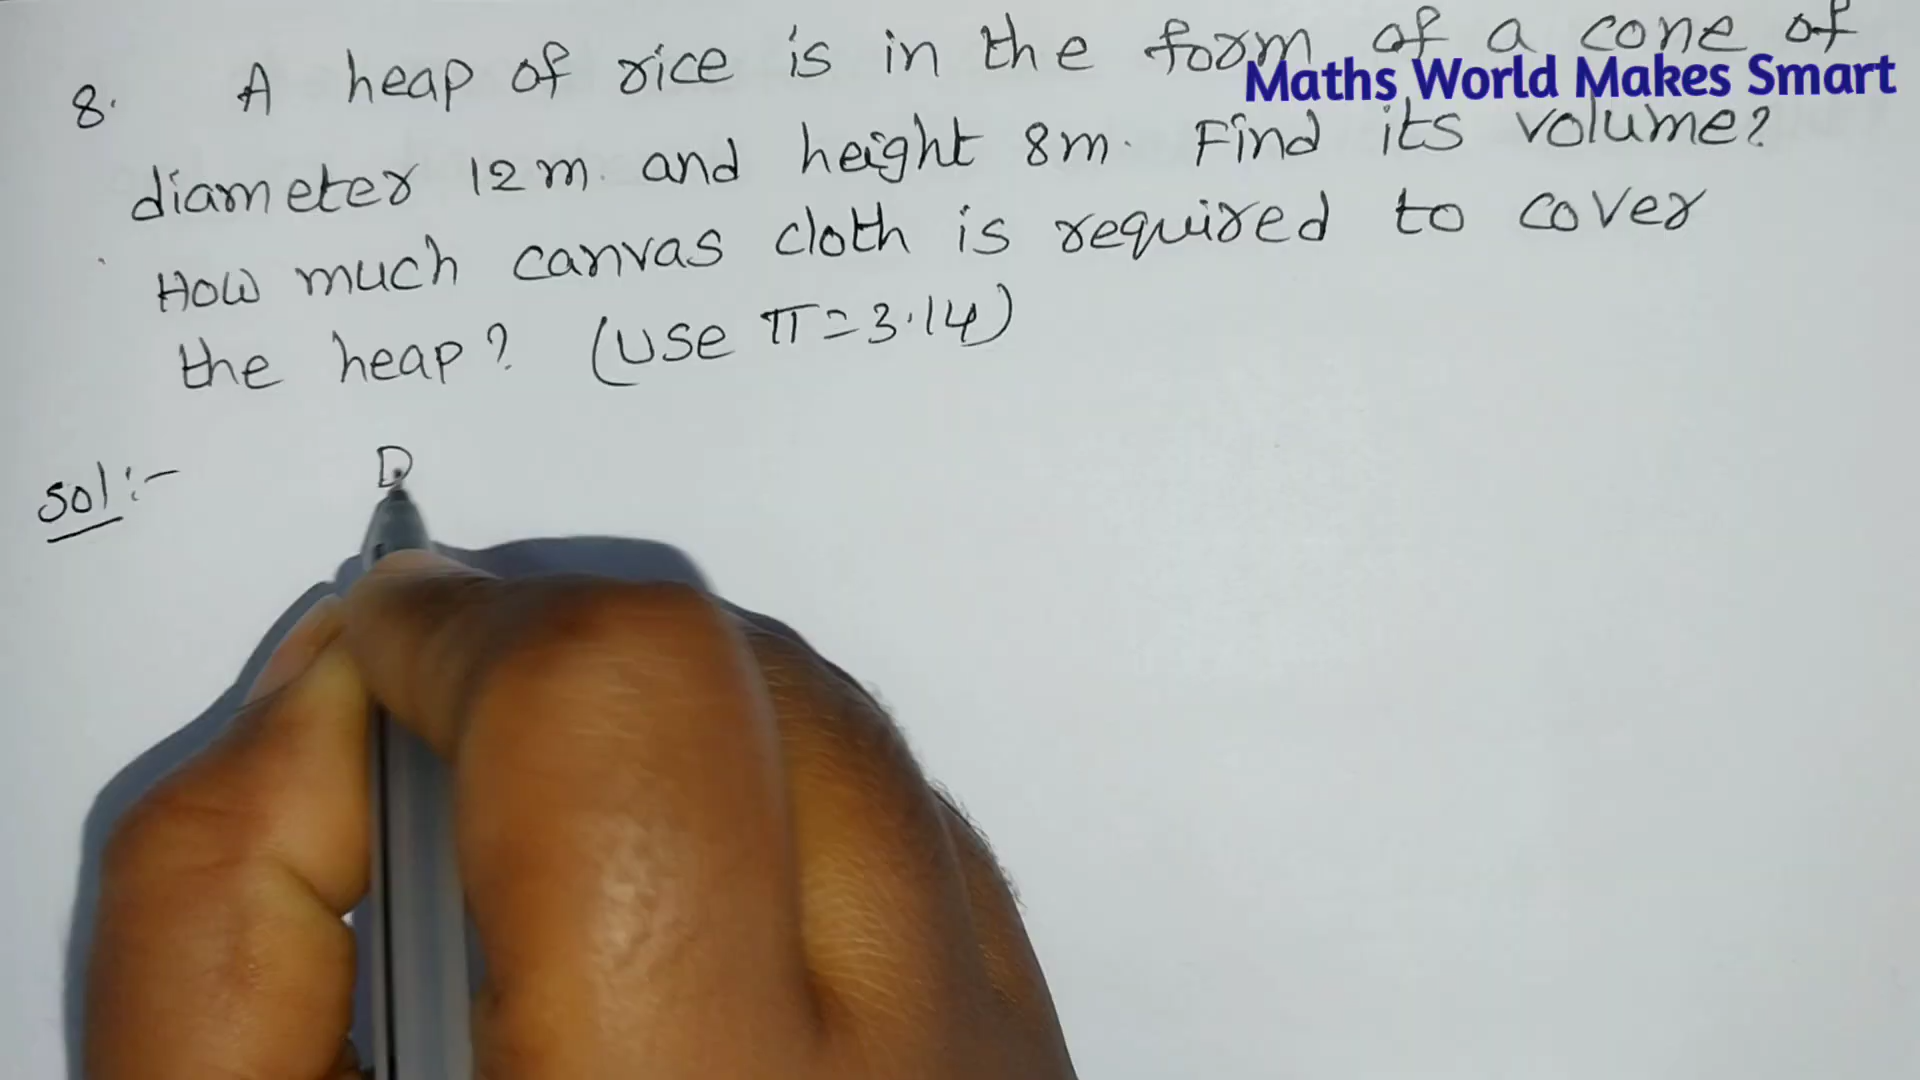 8. A heap of rice is in the form of a cone of
Maths World Makes Smart
diameter 12m. and height 8m. Find its volume?
How much canvas cloth is required to cover
the heap? (use π=3.14)
Sol:- D